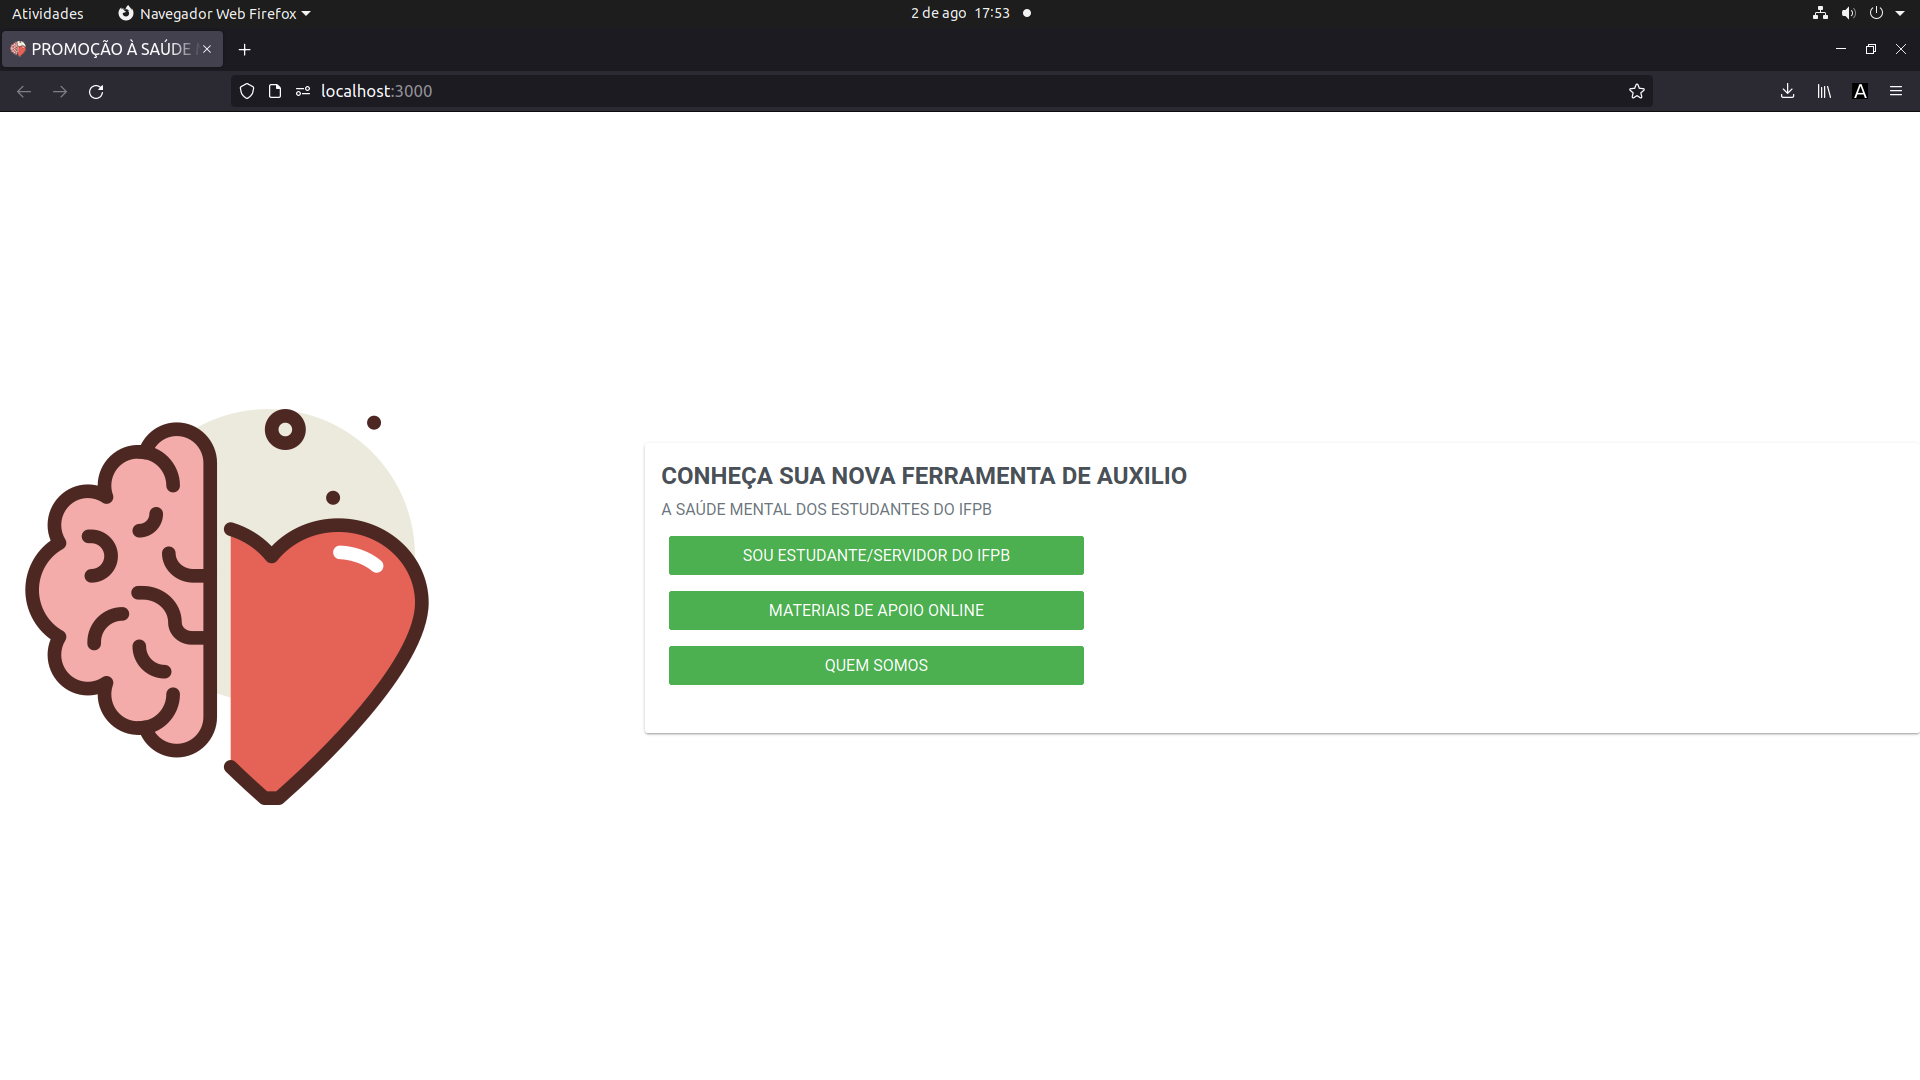 Atividades
Navegador Web Firefox
2 de ago 17:53
PROMOÇÃO À SAÚDE
localhost:3000
A
CONHEÇA SUA NOVA FERRAMENTA DE AUXILIO
A SAÚDE MENTAL DOS ESTUDANTES DO IFPB
SOU ESTUDANTE/SERVIDOR DO IFPB
MATERIAIS DE APOIO ONLINE
QUEM SOMOS